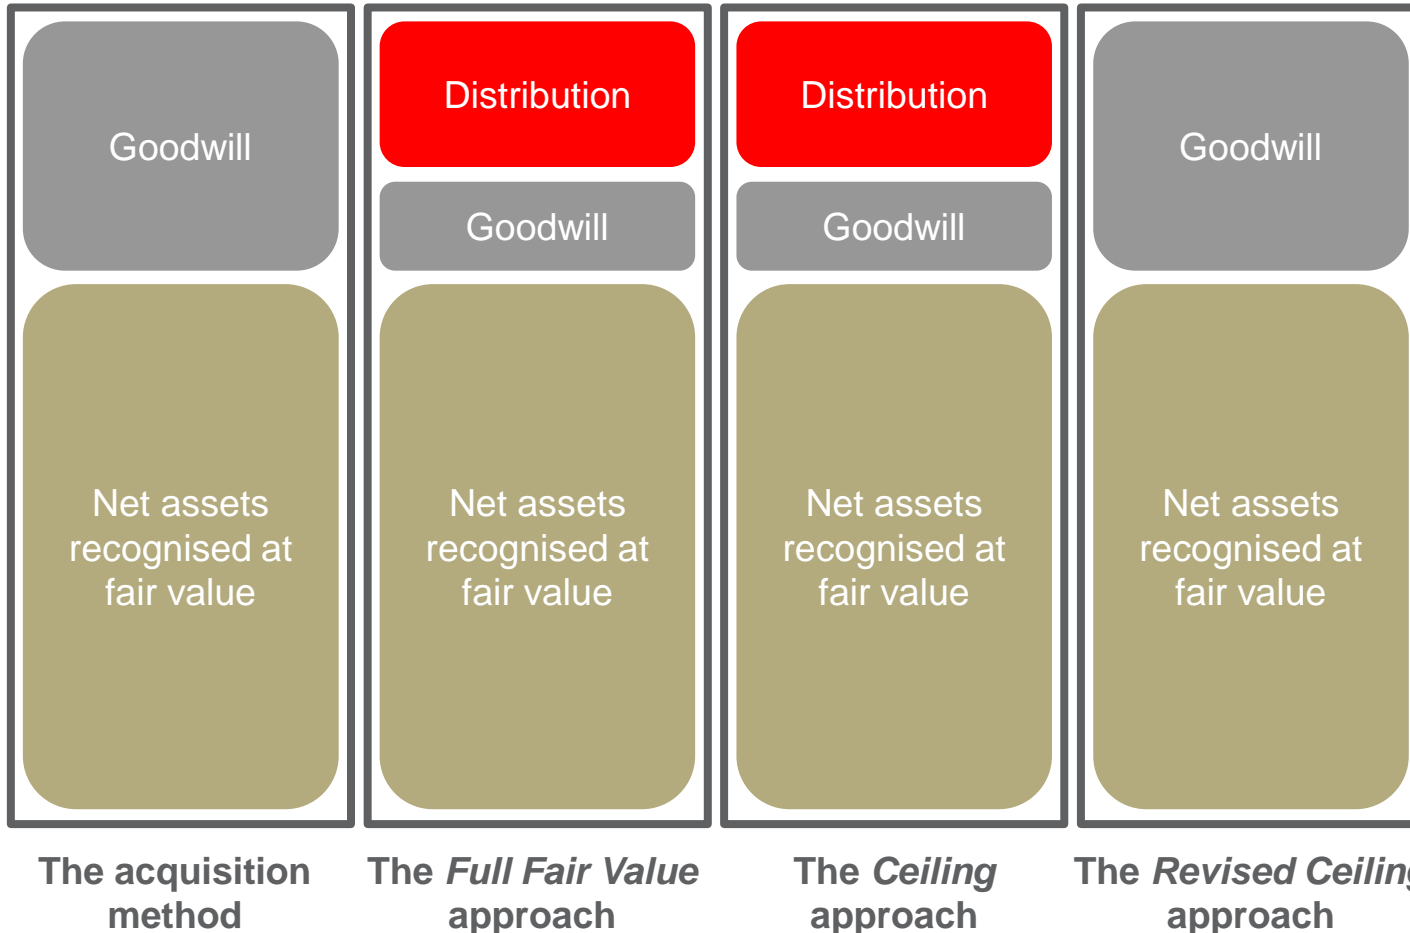 Goodwill
Net assets
recognised at
fair value
The acquisition
method
Distribution
Goodwill
Net assets
recognised at
fair value
The Full Fair Value
approach
Distribution
Goodwill
Net assets
recognised at
fair value
The Ceiling
approach
Goodwill
Net assets
recognised at
fair value
The Revised Ceiling
approach